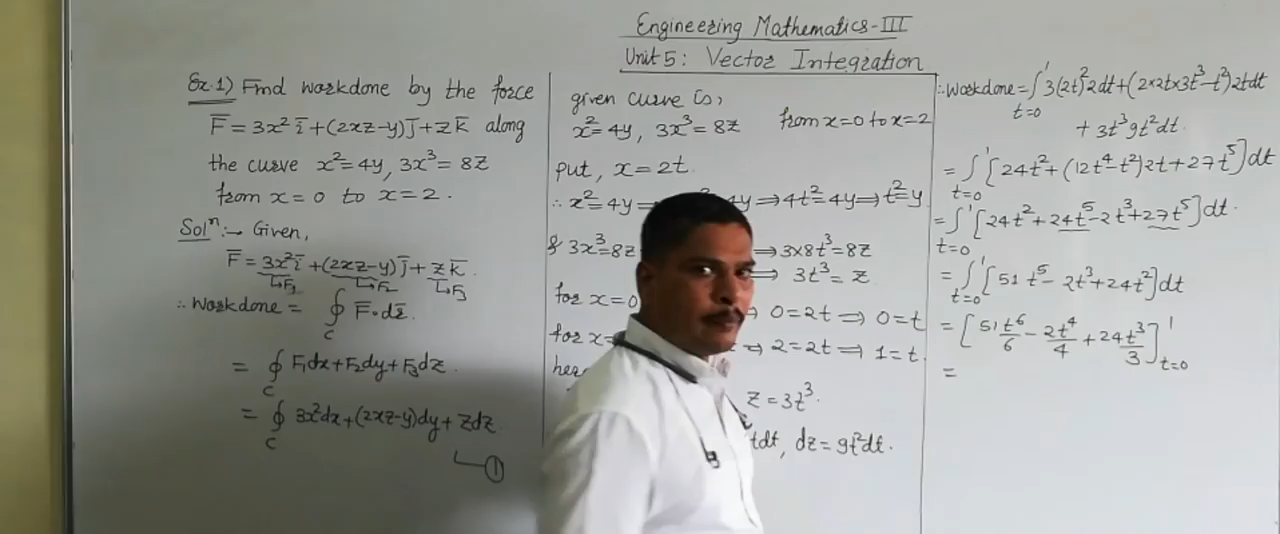 Engineering Mathematics-III
Unit 5: Vector Integration
Ex.1) Find workdone by the force
F̅ = 3x² i̅ + (2xz-y) j̅ + z k̅ along
the curve x² = 4y, 3x³ = 8z
from x = 0 to x = 2.
Solⁿ :→ Given,
F̅ = 3x² i̅ + (2xz-y) j̅ + z k̅.
↳F₁ ↳F₂ ↳F₃
∴ Workdone = ∮ F̅ • dr̅.
C
= ∮ F₁dx + F₂dy + F₃dz.
C
= ∮ 3x²dx + (2xz-y)dy + zdz.
C
①
given curve is,
x² = 4y, 3x³ = 8z from x=0 to x=2
put, x = 2t.
∴ x² = 4y ⇒ 4y ⇒ 4t² = 4y ⇒ t² = y.
& 3x³ = 8z ⇒ 3×8t³ = 8z
⇒ 3t³ = z
for x=0 ⇒ 0 = 2t ⇒ 0 = t
for x= ⇒ 2 = 2t ⇒ 1 = t.
z = 3t³.
tdt, dz = 9t²dt.
∴ Workdone = ∫ 1 t=0 3(2t)² 2dt + (2×2t×3t³ - t²) 2tdt
+ 3t³ 9t² dt.
= ∫ 1 t=0 [24t² + (12t⁴ - t²) 2t + 27t⁵] dt
= ∫ 1 t=0 [24t² + 24t⁵ - 2t³ + 27t⁵] dt.
= ∫ 1 t=0 [51t⁵ - 2t³ + 24t²] dt
= [51 t⁶/6 - 2t⁴/4 + 24 t³/3] 1 t=0
=